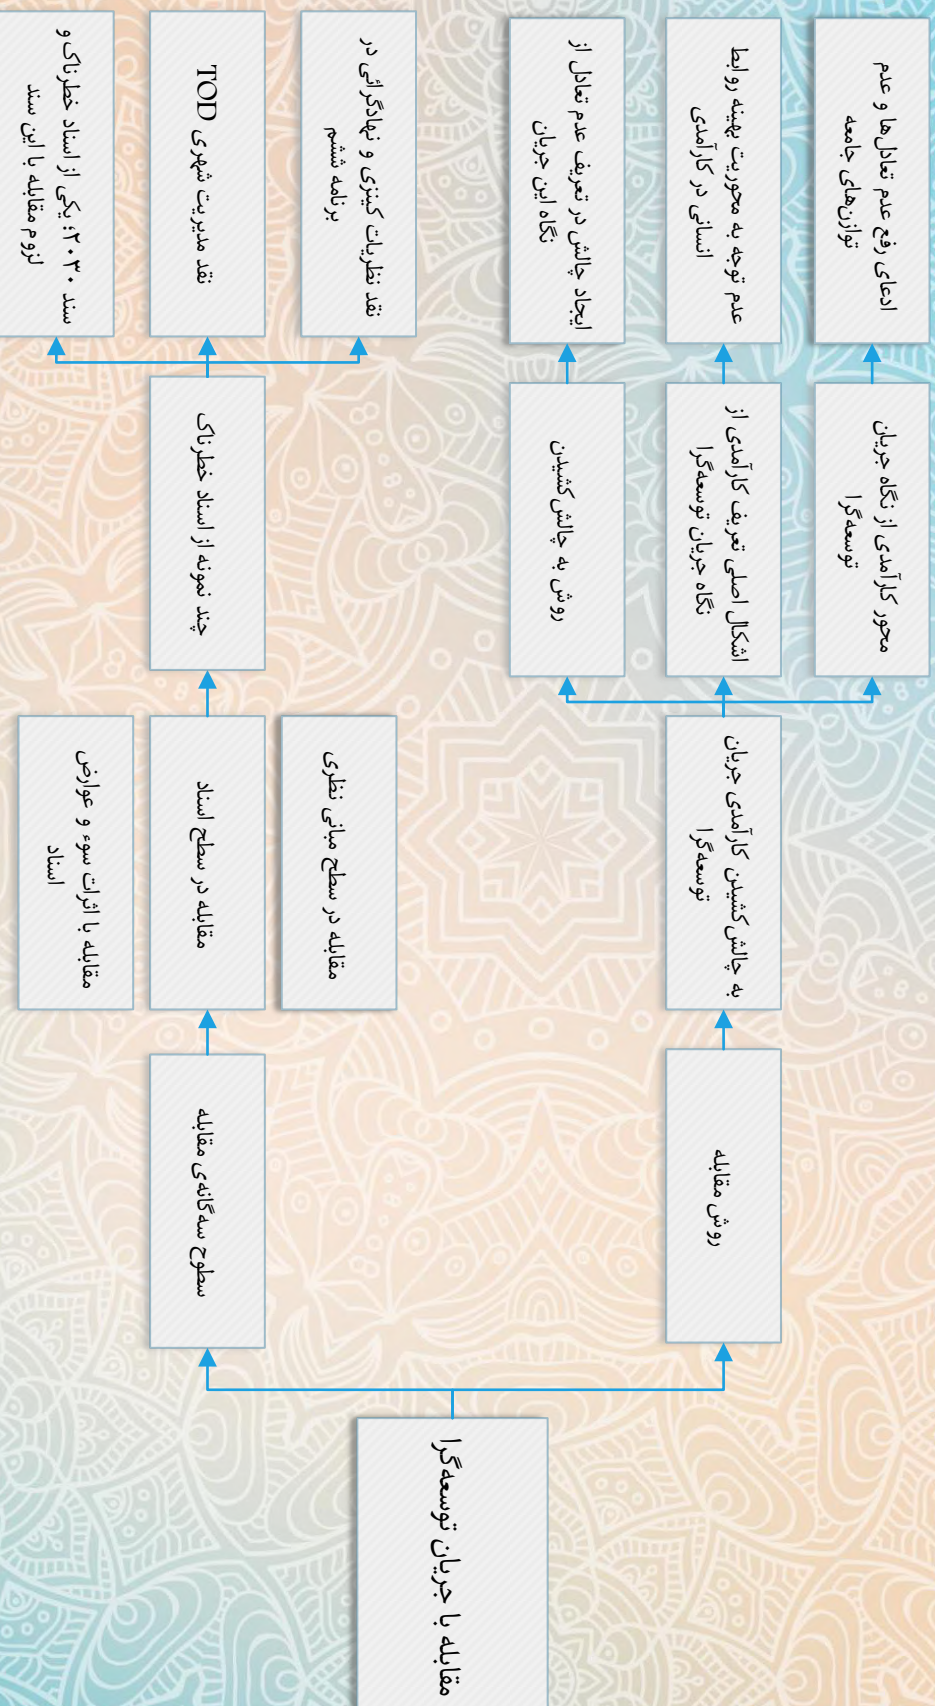 مقابله با جریان توسعه‌گرا
روش مقابله
به چالش کشیدن کارآمدی جریان
توسعه‌گرا
محور کارآمدی از نگاه جریان
توسعه‌گرا
ادعای رفع عدم تعادل‌ها و عدم
توازن‌های جامعه
اشکال اصلی تعریف کارآمدی از
نگاه جریان توسعه‌گرا
عدم توجه به محوریت بهینه روابط
انسانی در کارآمدی
روش به چالش کشیدن
ایجاد چالش در تعریف عدم تعادل از
نگاه این جریان
سطوح سه‌گانه‌ی مقابله
مقابله در سطح مبانی نظری
مقابله در سطح اسناد
مقابله با اثرات سوء و عوارض
اسناد
چند نمونه از اسناد خطرناک
نقد نظریات کینزی و نهادگرائی در
برنامه ششم
نقد مدیریت شهری TOD
سند ۲۰۳۰؛ یکی از اسناد خطرناک و
لزوم مقابله با این سند